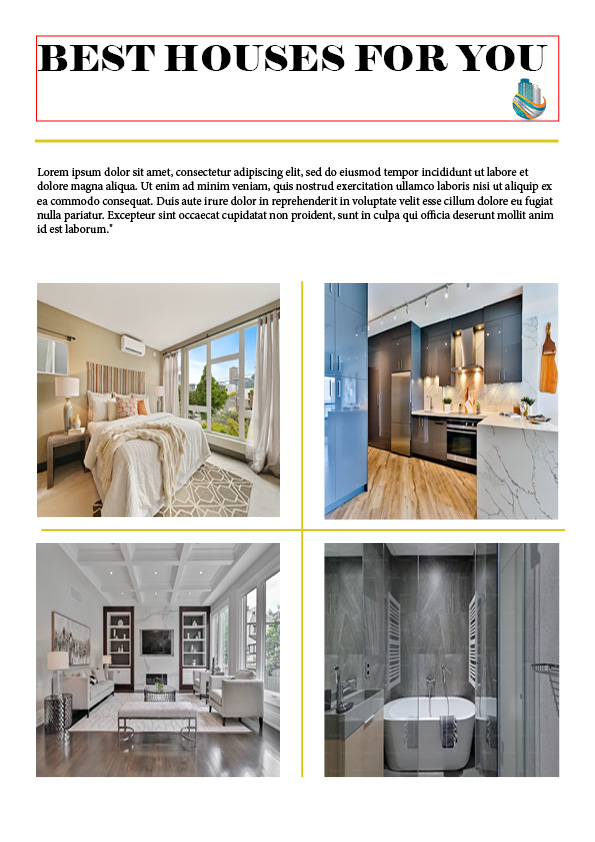 BEST HOUSES FOR YOU
Lorem ipsum dolor sit amet, consectetur adipiscing elit, sed do eiusmod tempor incididunt ut labore et
dolore magna aliqua. Ut enim ad minim veniam, quis nostrud exercitation ullamco laboris nisi ut aliquip ex
ea commodo consequat. Duis aute irure dolor in reprehenderit in voluptate velit esse cillum dolore eu fugiat
nulla pariatur. Excepteur sint occaecat cupidatat non proident, sunt in culpa qui officia deserunt mollit anim
id est laborum."